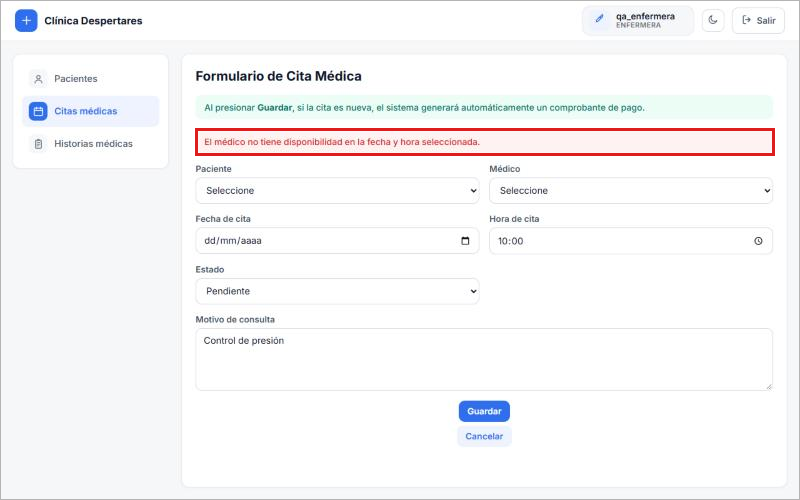 Clínica Despertares
qa_enfermera
ENFERMERA
Salir
Pacientes
Citas médicas
Historias médicas
Formulario de Cita Médica
Al presionar Guardar, si la cita es nueva, el sistema generará automáticamente un comprobante de pago.
El médico no tiene disponibilidad en la fecha y hora seleccionada.
Paciente
Médico
Seleccione
Seleccione
Fecha de cita
Hora de cita
dd/mm/aaaa
10:00
Estado
Pendiente
Motivo de consulta
Control de presión
Guardar
Cancelar